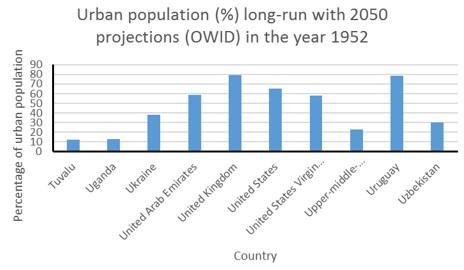 Urban population (%) long-run with 2050
projections (OWID) in the year 1952
Percentage of urban population
90
80
70
60
50
40
30
20
10
0
Tuvalu
Uganda
Ukraine
United Arab Emirates
United Kingdom
United States
United States Virgin...
Upper-middle-...
Uruguay
Uzbekistan
Country